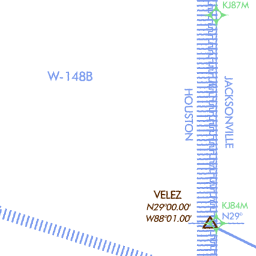 KJ87M
W-148B
HOUSTON
JACKSONVILLE
VELEZ
N29°00.00'
W88°01.00'
KJ84M
N29°